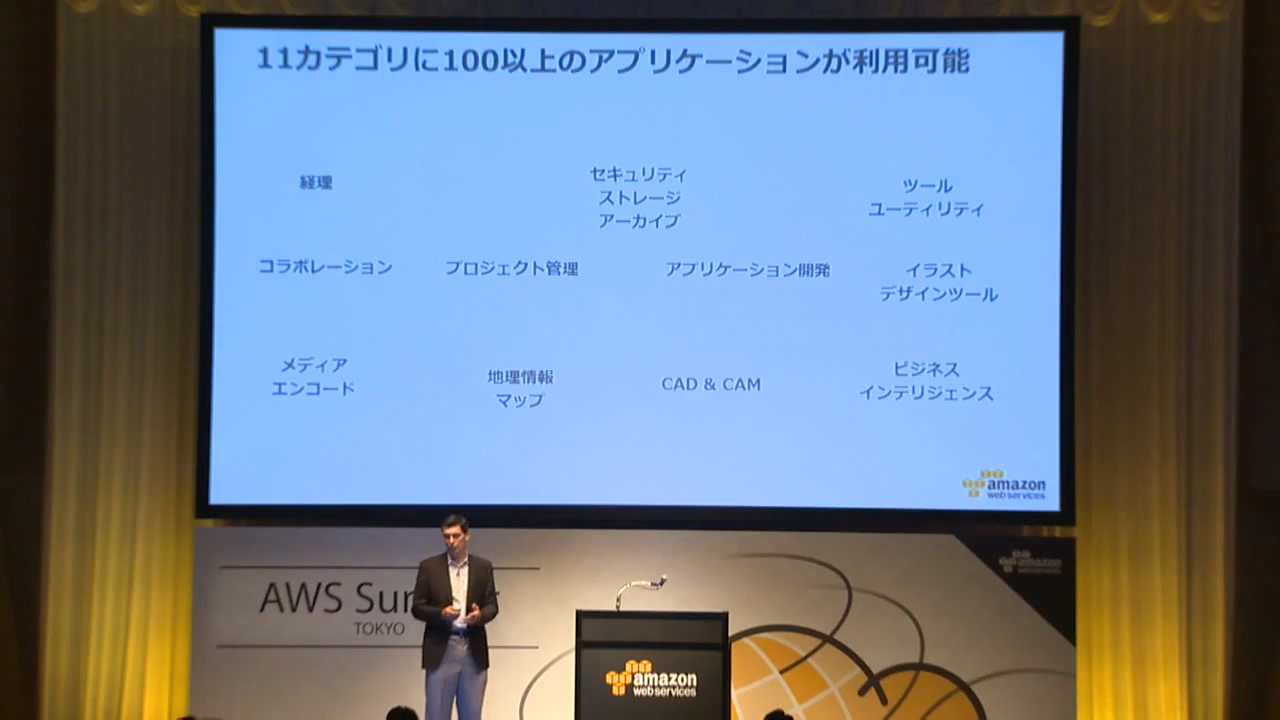 11カテゴリに100以上のアプリケーションが利用可能
経理
セキュリティ
ストレージ
アーカイブ
ツール
ユーティリティ
コラボレーション
プロジェクト管理
アプリケーション開発
イラスト
デザインツール
メディア
エンコード
地理情報
マップ
CAD & CAM
ビジネス
インテリジェンス
amazon
web services
AWS Su
TOKYO
amazon
web services
amazon
web services